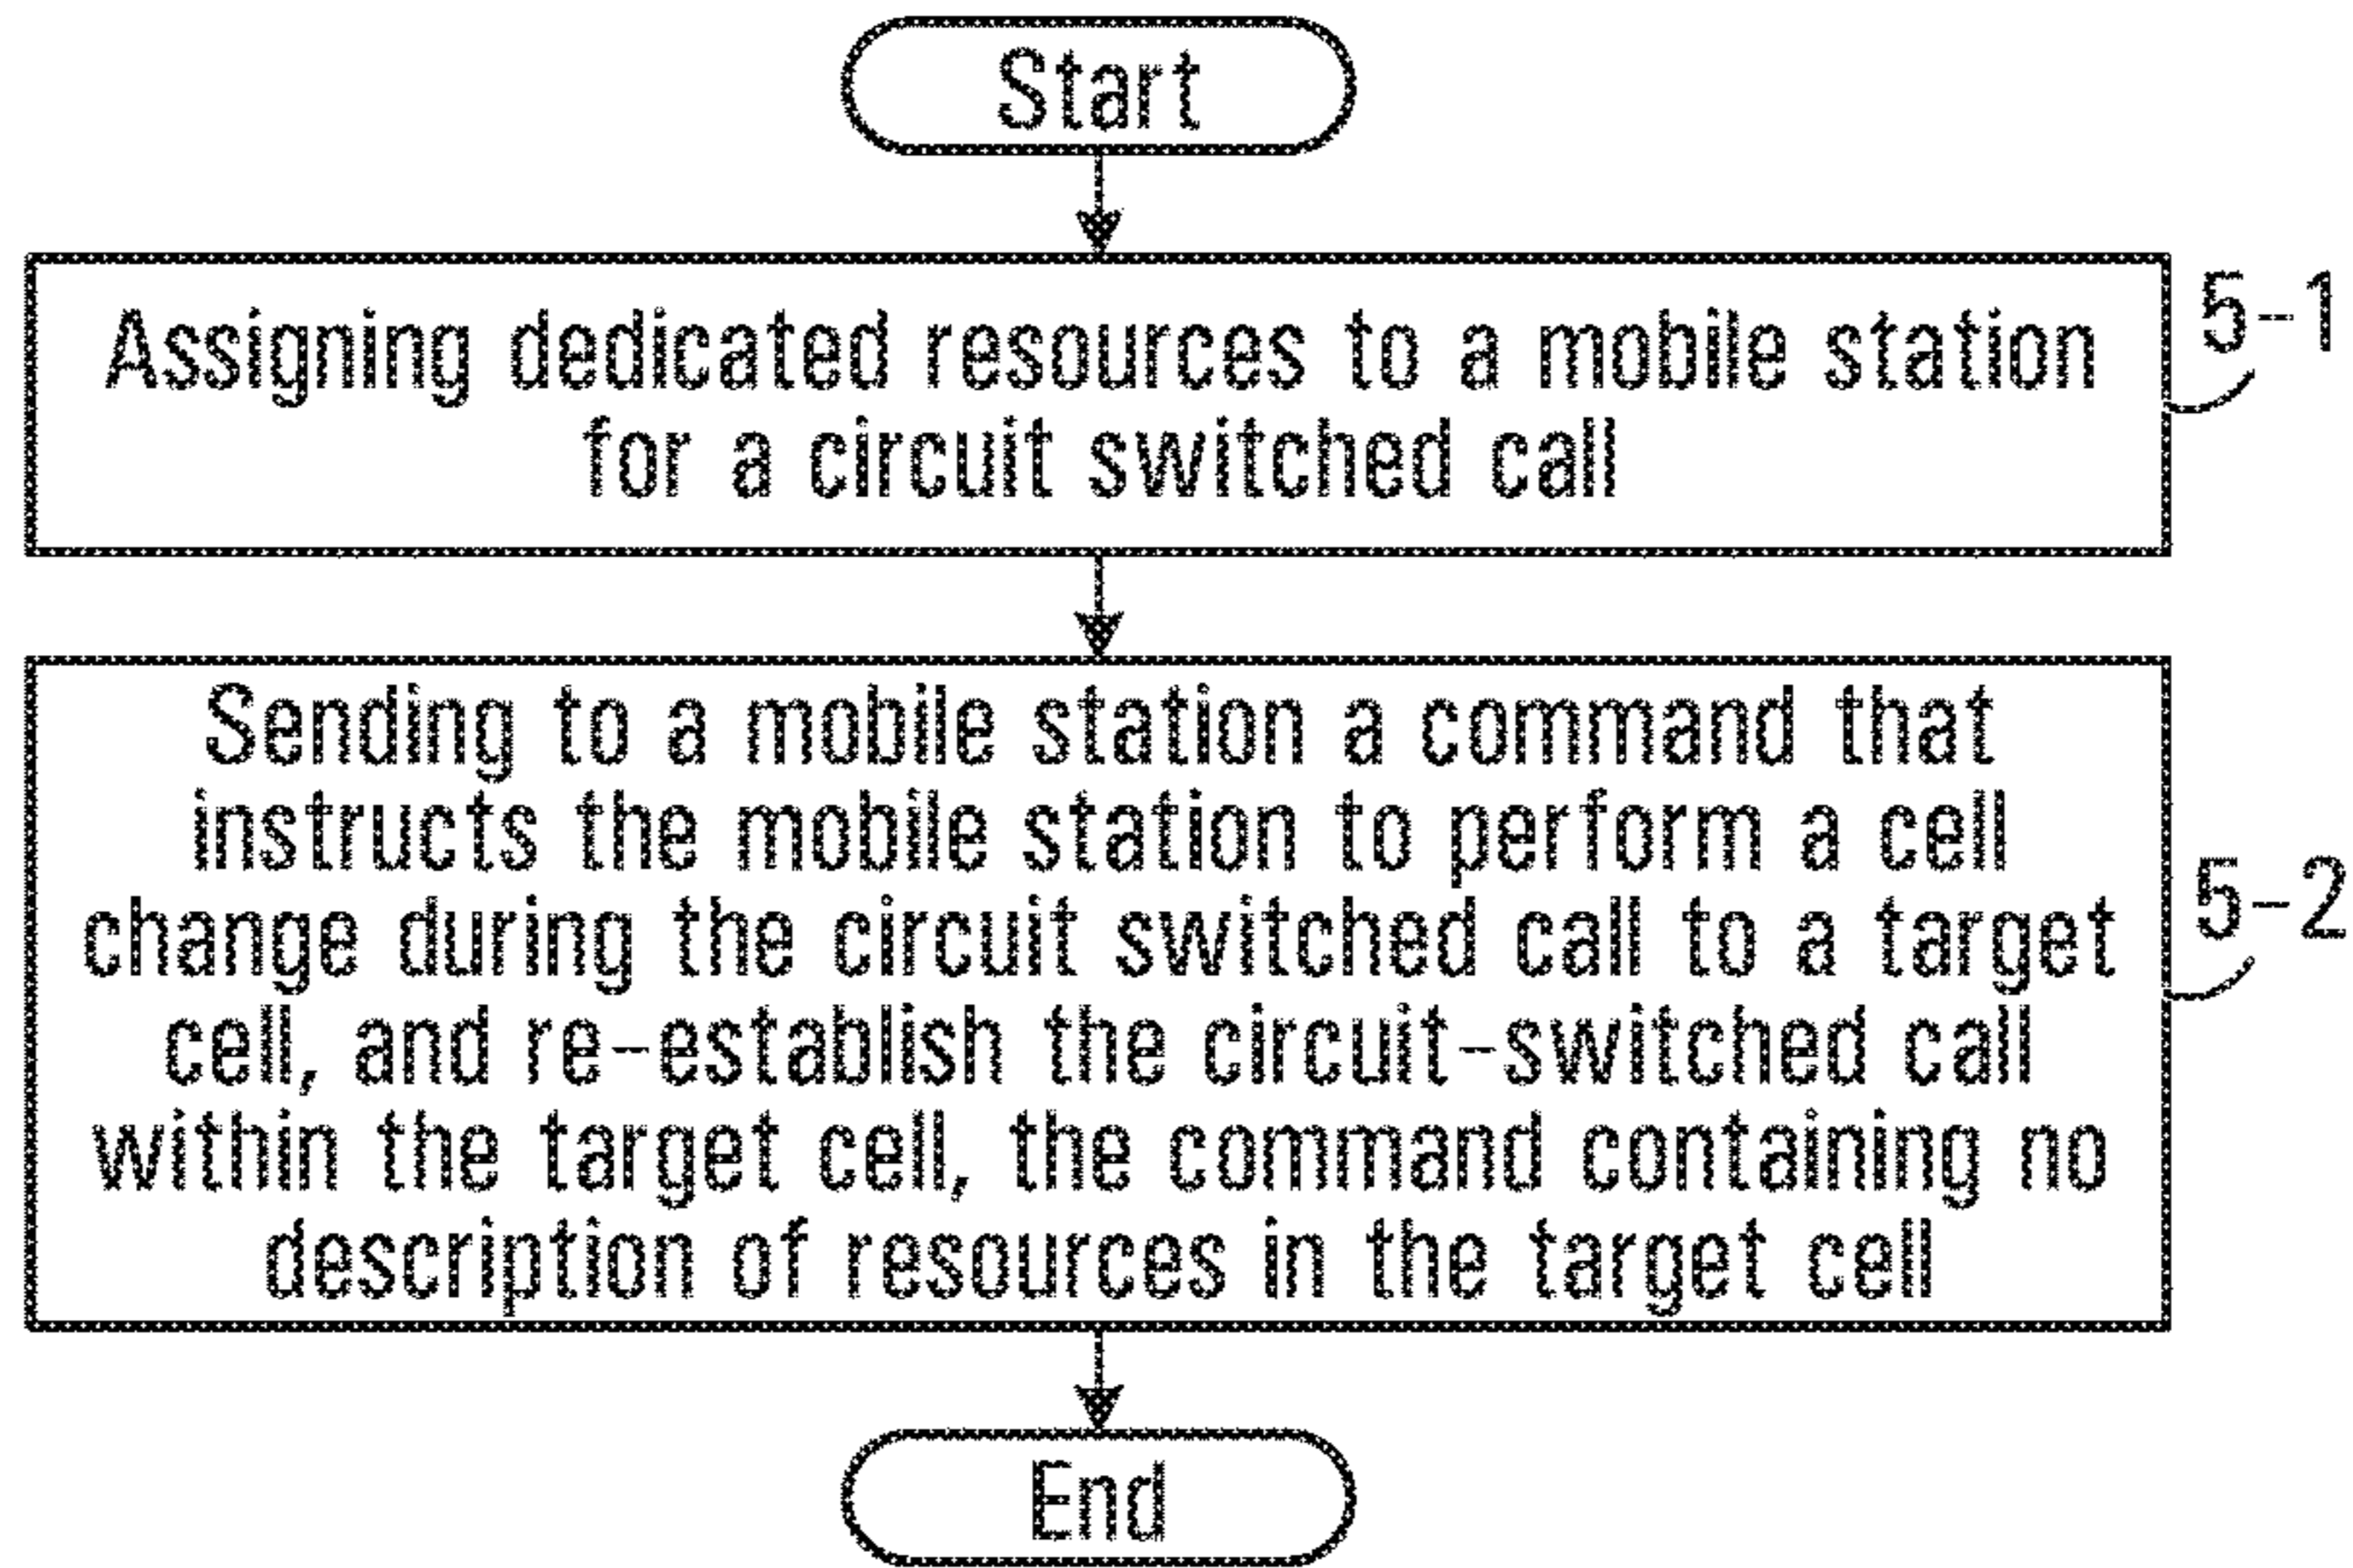 Start
Assigning dedicated resources to a mobile station
for a circuit switched call
5-1
Sending to a mobile station a command that
instructs the mobile station to perform a cell
change during the circuit switched call to a target
cell, and re-establish the circuit-switched call
within the target cell, the command containing no
description of resources in the target cell
5-2
End